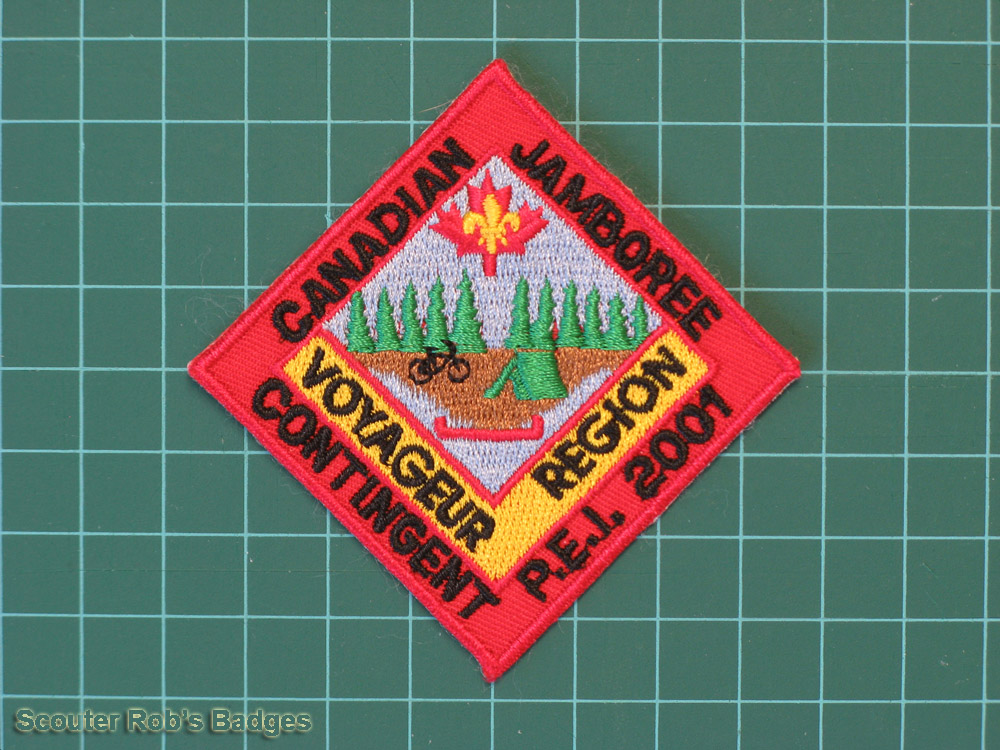 CANADIAN
JAMBOREE
VOYAGEUR
REGION
CONTINGENT
P.E.I. 2001
Scouter Rob's Badges